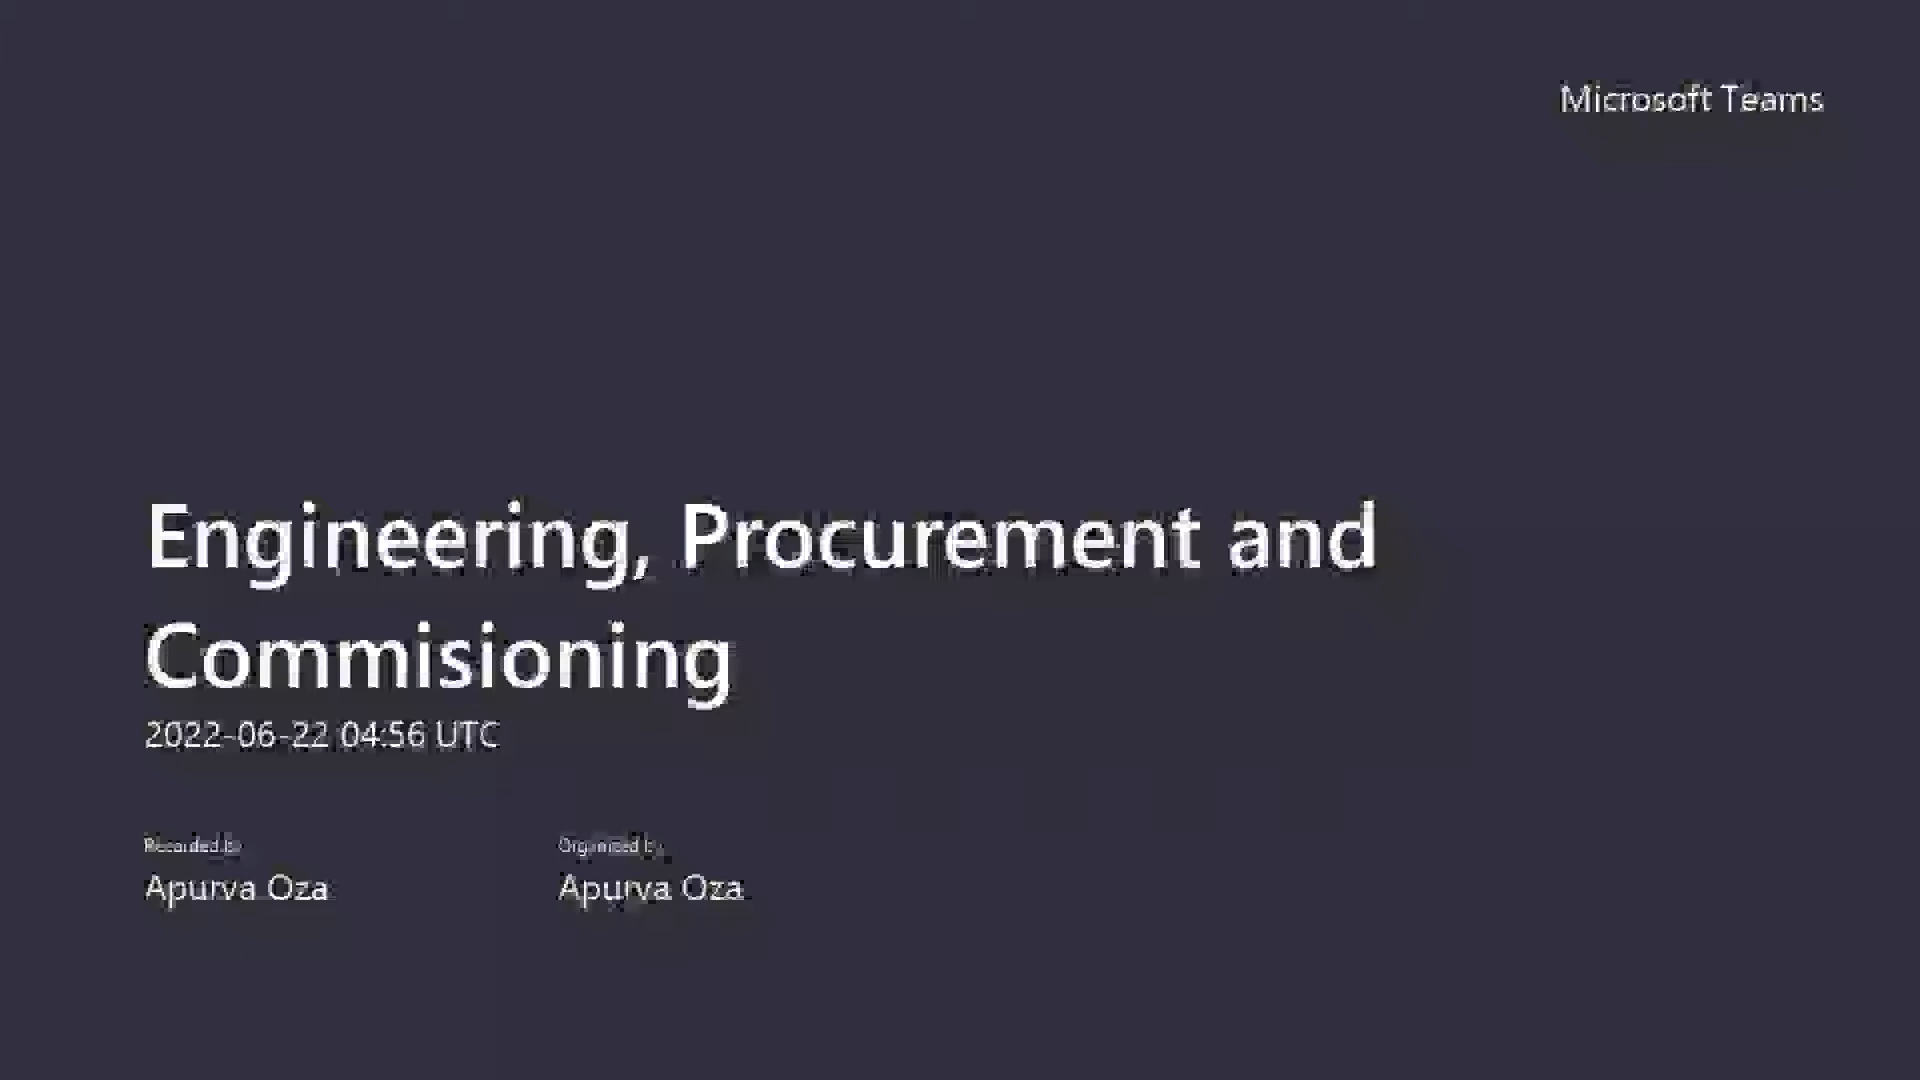 Microsoft Teams
Engineering, Procurement and
Commisioning
2022-06-22 04:56 UTC
Recorded by
Organized by
Apurva Oza
Apurva Oza